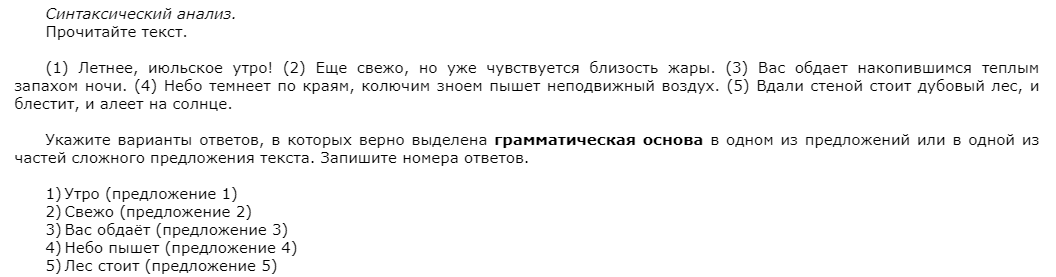 Синтаксический анализ.
Прочитайте текст.
(1) Летнее, июльское утро! (2) Еще свежо, но уже чувствуется близость жары. (3) Вас обдает накопившимся теплым
запахом ночи. (4) Небо темнеет по краям, колючим зноем пышет неподвижный воздух. (5) Вдали стеной стоит дубовый лес, и
блестит, и алеет на солнце.
Укажите варианты ответов, в которых верно выделена грамматическая основа в одном из предложений или в одной из
частей сложного предложения текста. Запишите номера ответов.
1) Утро (предложение 1)
2) Свежо (предложение 2)
3) Вас обдаёт (предложение 3)
4) Небо пышет (предложение 4)
5) Лес стоит (предложение 5)